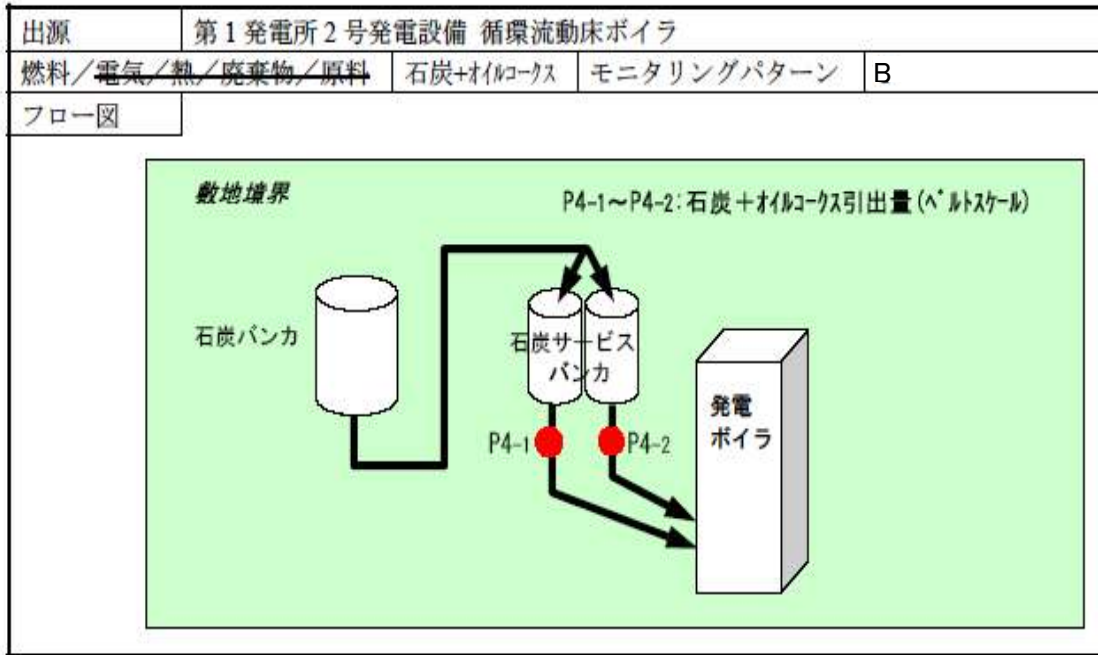 出源 第1発電所2号発電設備 循環流動床ボイラ
燃料／電気／熱／廃棄物／原料 石炭+ｵｲﾙｺｰｸｽ モニタリングパターン B
フロー図
敷地境界
P4-1～P4-2:石炭＋ｵｲﾙｺｰｸｽ引出量(ﾍﾞﾙﾄｽｹｰﾙ)
石炭バンカ
石炭サービス
バンカ
発電
ボイラ
P4-1
P4-2